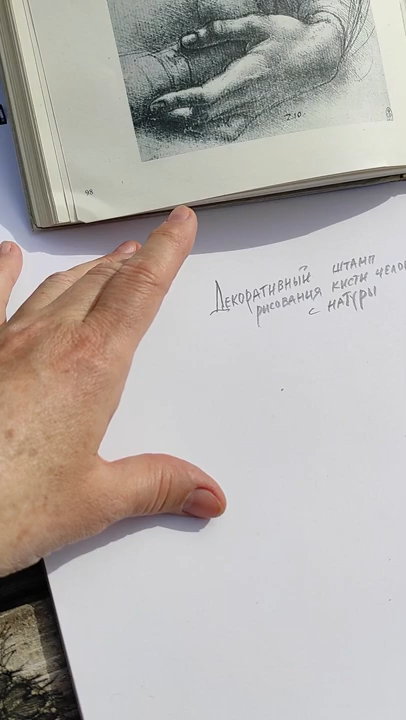 98
Декоративный штамп
рисования кисти
с натуры